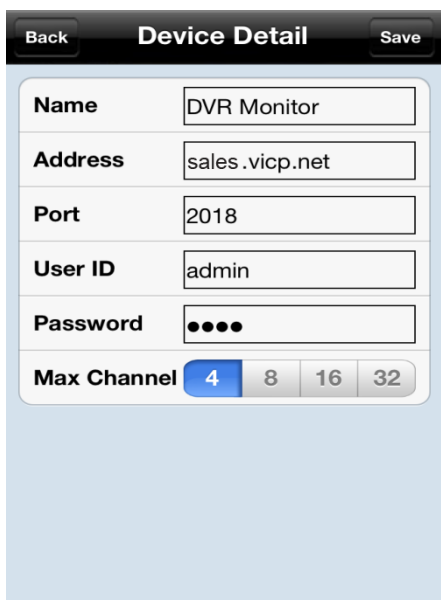 Back Device Detail Save
Name DVR Monitor
Address sales.vicp.net
Port 2018
User ID admin
Password ●●●●
Max Channel 4 8 16 32